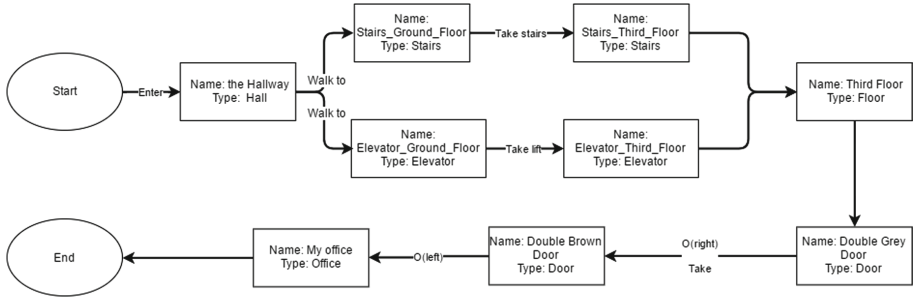 Start
Enter
Name: the Hallway
Type: Hall
Walk to
Walk to
Name:
Stairs_Ground_Floor
Type: Stairs
Take stairs
Name:
Stairs_Third_Floor
Type: Stairs
Name:
Elevator_Ground_Floor
Type: Elevator
Take lift
Name:
Elevator_Third_Floor
Type: Elevator
Name: Third Floor
Type: Floor
Name: Double Grey
Door
Type: Door
O(right)
Take
Name: Double Brown
Door
Type: Door
O(left)
Name: My office
Type: Office
End